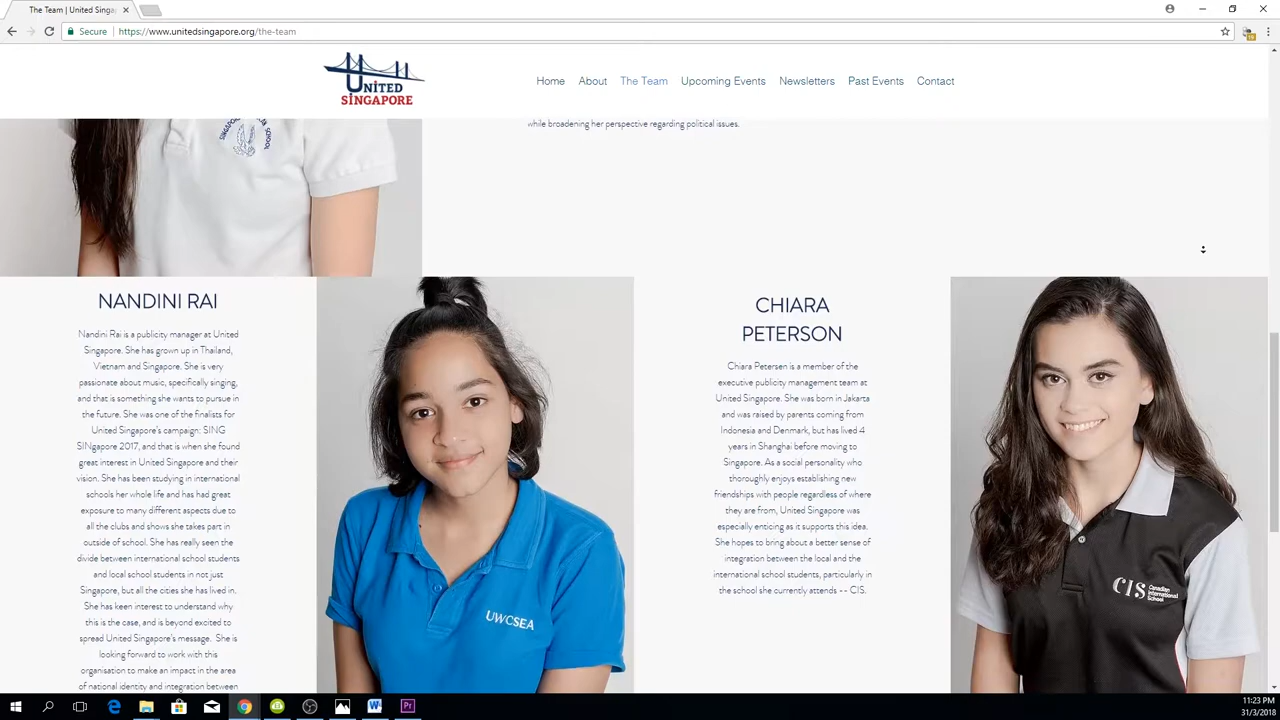 The Team | United Singap
Secure
https://www.unitedsingapore.org/the-team
UNITED
SINGAPORE
Home
About
The Team
Upcoming Events
Newsletters
Past Events
Contact
while broadening her perspective regarding political issues.
NANDINI RAI
Nandini Rai is a publicity manager at United
Singapore. She has grown up in Thailand,
Vietnam and Singapore. She is very
passionate about music, specifically singing,
and that is something she wants to pursue in
the future. She was one of the finalists for
United Singapore's campaign: SING
SINgapore 2017, and that is when she found
great interest in United Singapore and their
vision. She has been studying in international
schools her whole life and has had great
exposure to many different aspects due to
all the clubs and shows she takes part in
outside of school. She has really seen the
divide between international school students
and local school students in not just
Singapore, but all the cities she has lived in.
She has keen interest to understand why
this is the case, and is beyond excited to
spread United Singapore's message. She is
looking forward to work with this
organisation to make an impact in the area
of national identity and integration between
UWCSEA
CHIARA
PETERSON
Chiara Petersen is a member of the
executive publicity management team at
United Singapore. She was born in Jakarta
and was raised by parents coming from
Indonesia and Denmark, but has lived 4
years in Shanghai before moving to
Singapore. As a social personality who
thoroughly enjoys establishing new
friendships with people regardless of where
they are from, United Singapore was
especially enticing as it supports this idea.
She hopes to bring about a better sense of
integration between the local and the
international school students, particularly in
the school she currently attends -- CIS.
CIS
Canadian
International
School
11:23 PM
31/3/2018